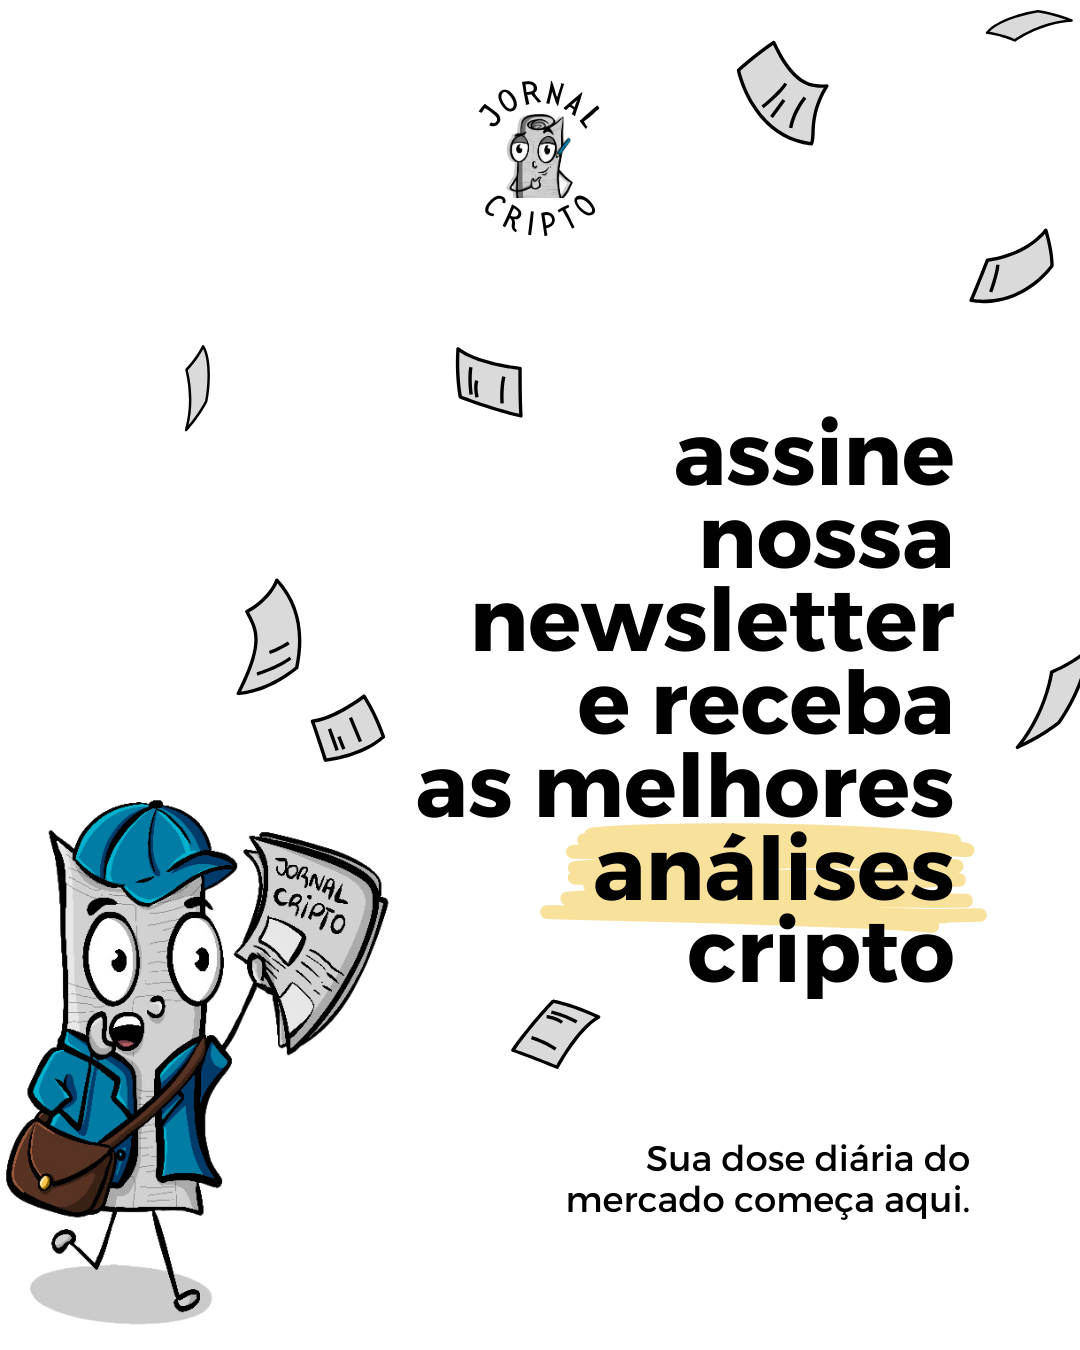 JORNAL
CRIPTO
assine
nossa
newsletter
e receba
as melhores
análises
cripto
JORNAL
CRiPTO
Sua dose diária do
mercado começa aqui.